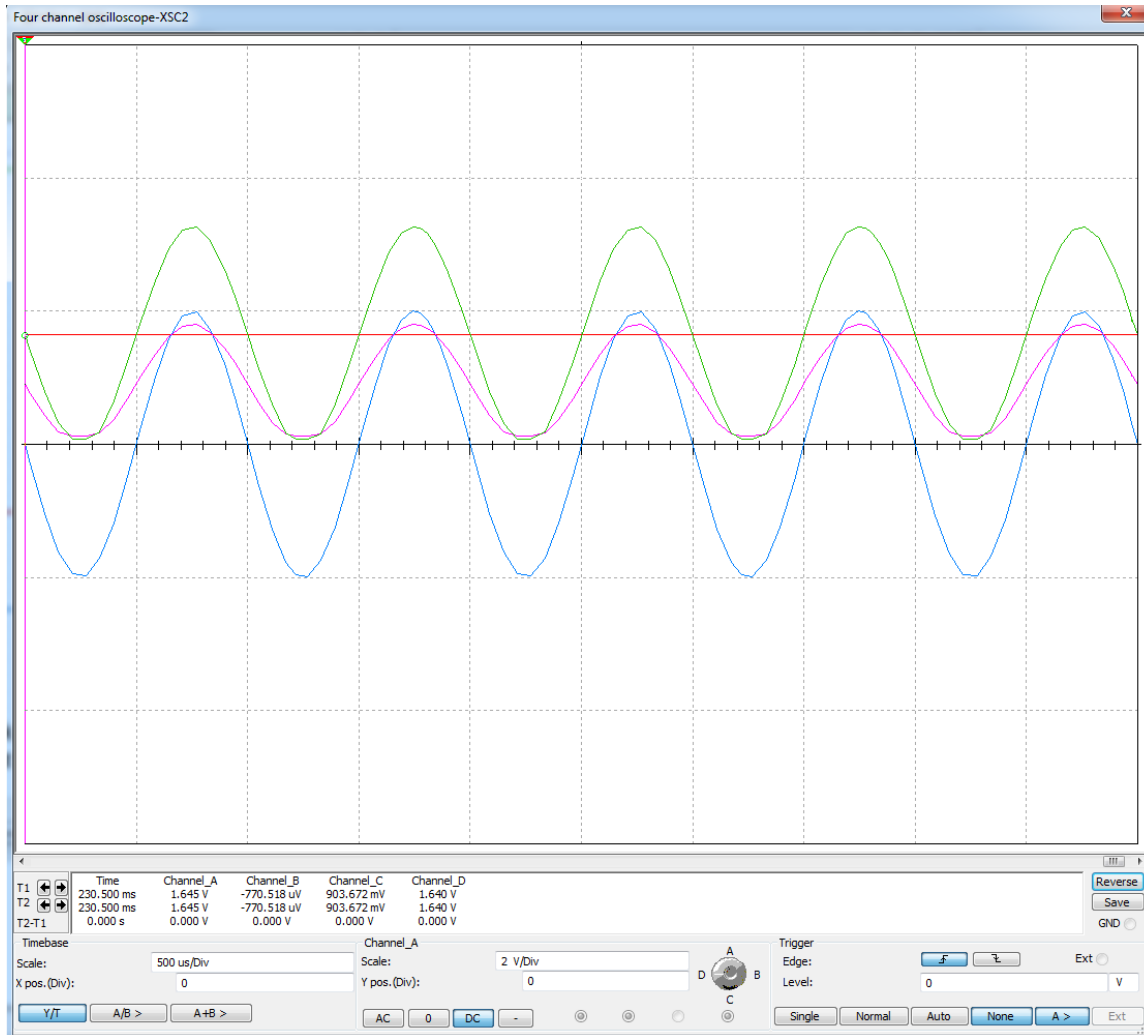 Four channel oscilloscope-XSC2
x
Time Channel_A Channel_B Channel_C Channel_D
T1 230.500 ms 1.645 V -770.518 uV 903.672 mV 1.640 V
T2 230.500 ms 1.645 V -770.518 uV 903.672 mV 1.640 V
T2-T1 0.000 s 0.000 V 0.000 V 0.000 V 0.000 V
Reverse
Save
GND
Timebase
Scale: 500 us/Div
X pos.(Div): 0
Y/T A/B > A+B >
Channel_A
Scale: 2 V/Div
Y pos.(Div): 0
AC 0 DC -
A
D B
C
Trigger
Edge: Ext
Level: 0 V
Single Normal Auto None A > Ext